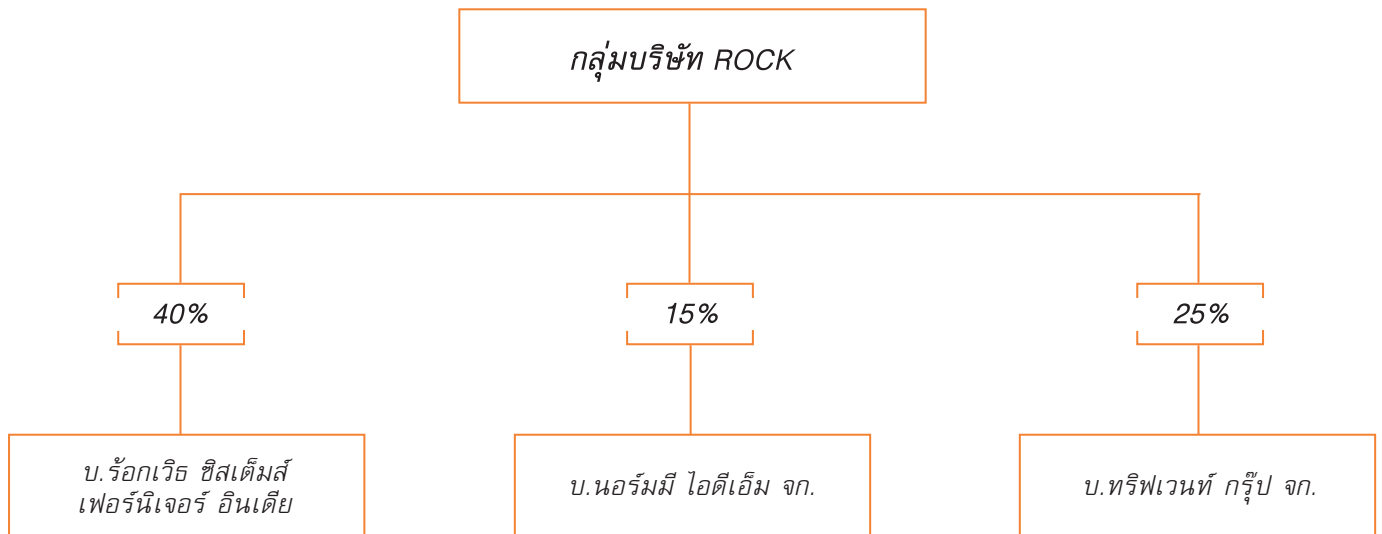 กลุ่มบริษัท ROCK
40%
15%
25%
บ.ร้อกเวิธ ซิสเต็มส์
เฟอร์นิเจอร์ อินเดีย
บ.นอร์มมี ไอดีเอ็ม จก.
บ.ทริฟเวนท์ กรุ๊ป จก.